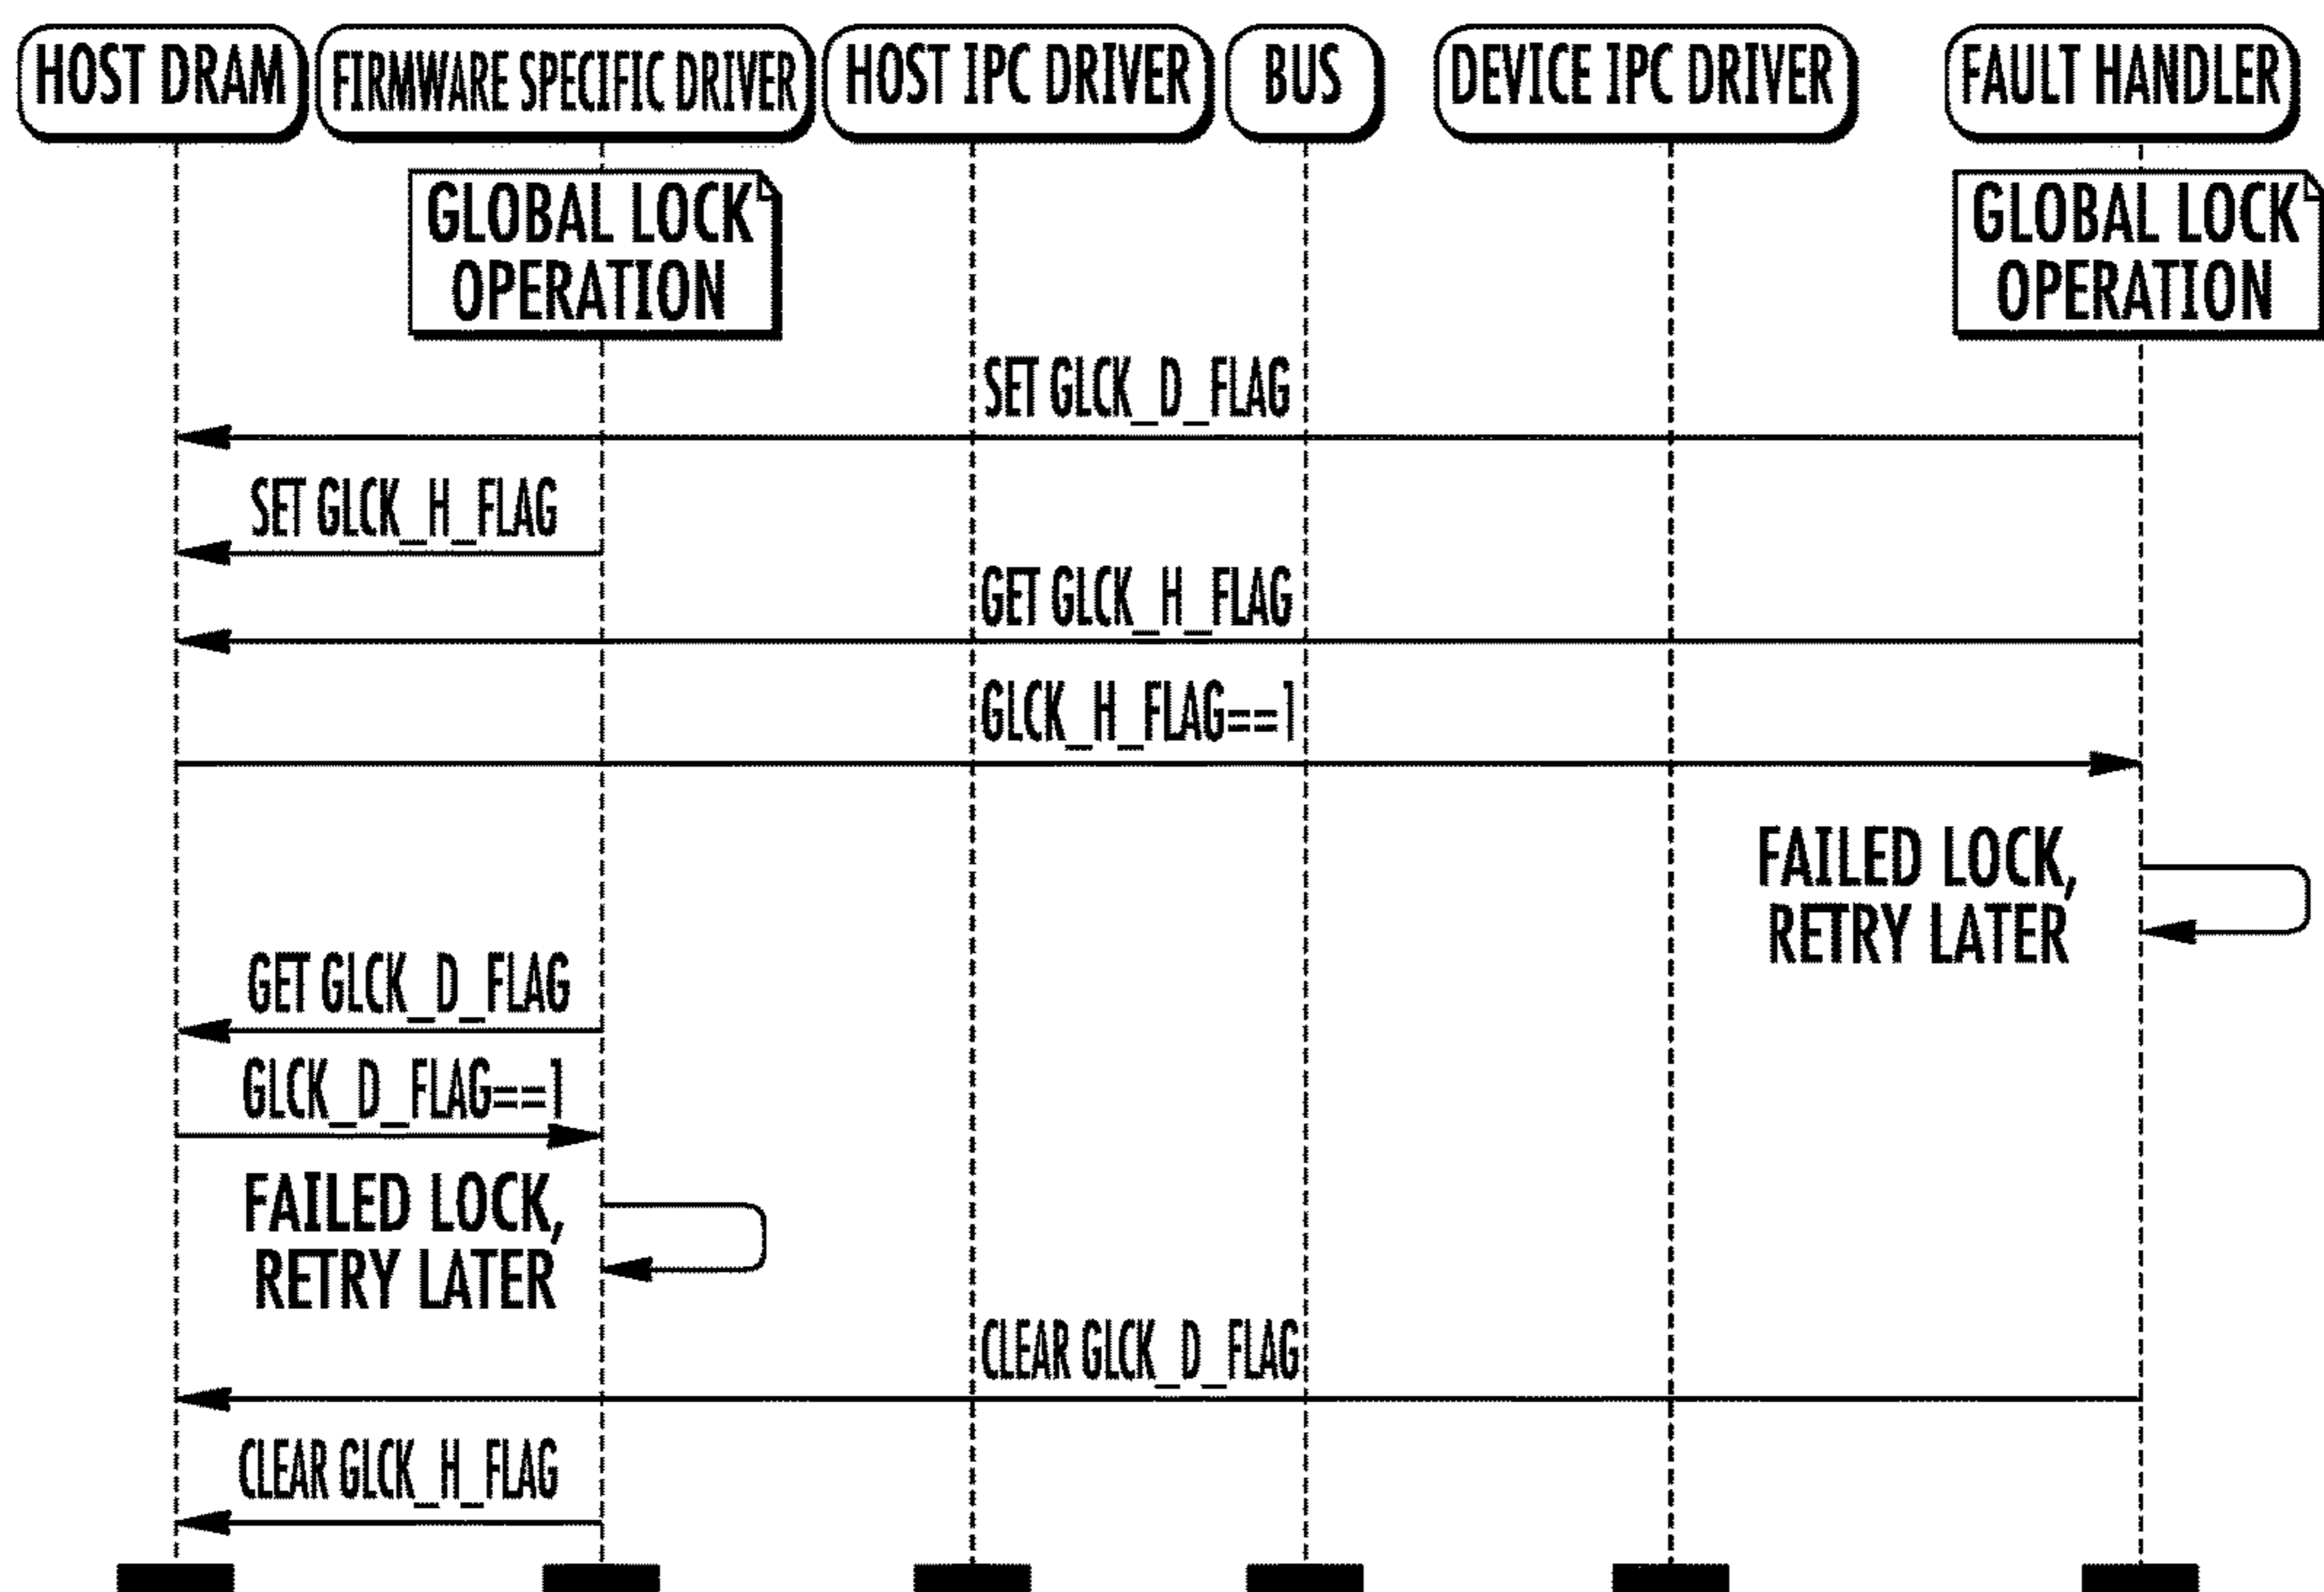 HOST DRAM
FIRMWARE SPECIFIC DRIVER
HOST IPC DRIVER
BUS
DEVICE IPC DRIVER
FAULT HANDLER
GLOBAL LOCK
OPERATION
GLOBAL LOCK
OPERATION
SET GLCK_D_FLAG
SET GLCK_H_FLAG
GET GLCK_H_FLAG
GLCK_H_FLAG==1
FAILED LOCK,
RETRY LATER
GET GLCK_D_FLAG
GLCK_D_FLAG==1
FAILED LOCK,
RETRY LATER
CLEAR GLCK_D_FLAG
CLEAR GLCK_H_FLAG